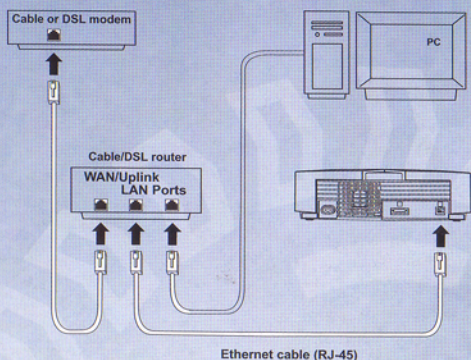 Cable or DSL modem
PC
Cable/DSL router
WAN/Uplink
LAN Ports
Ethernet cable (RJ-45)